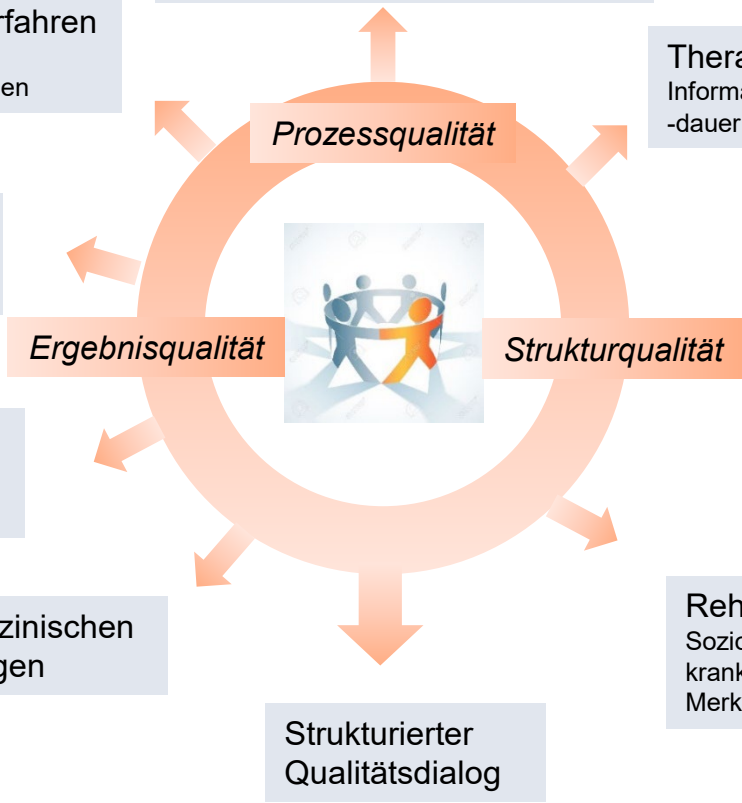 rfahren
en
Thera
Informa
-dauer
Prozessqualität
Ergebnisqualität
Strukturqualität
zinischen
gen
Reh
Sozio
krank
Merk
Strukturierter
Qualitätsdialog